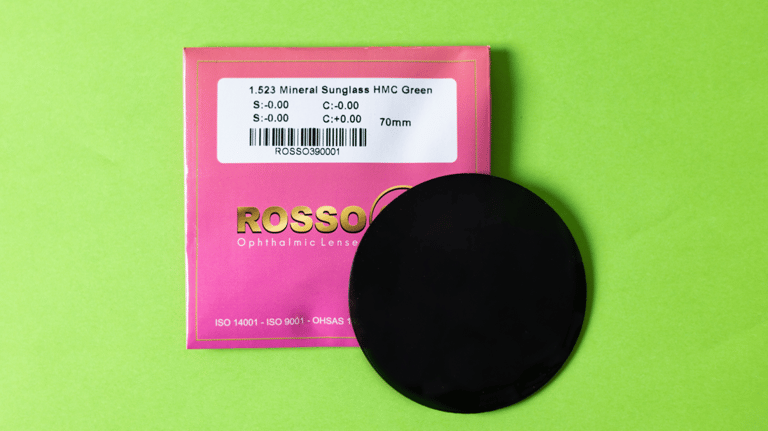 1.523 Mineral Sunglass HMC Green
S:-0.00 C:-0.00
S:-0.00 C:+0.00 70mm
ROSSO390001
ROSSO
Ophthalmic Lense
ISO 14001 - ISO 9001 - OHSAS 1